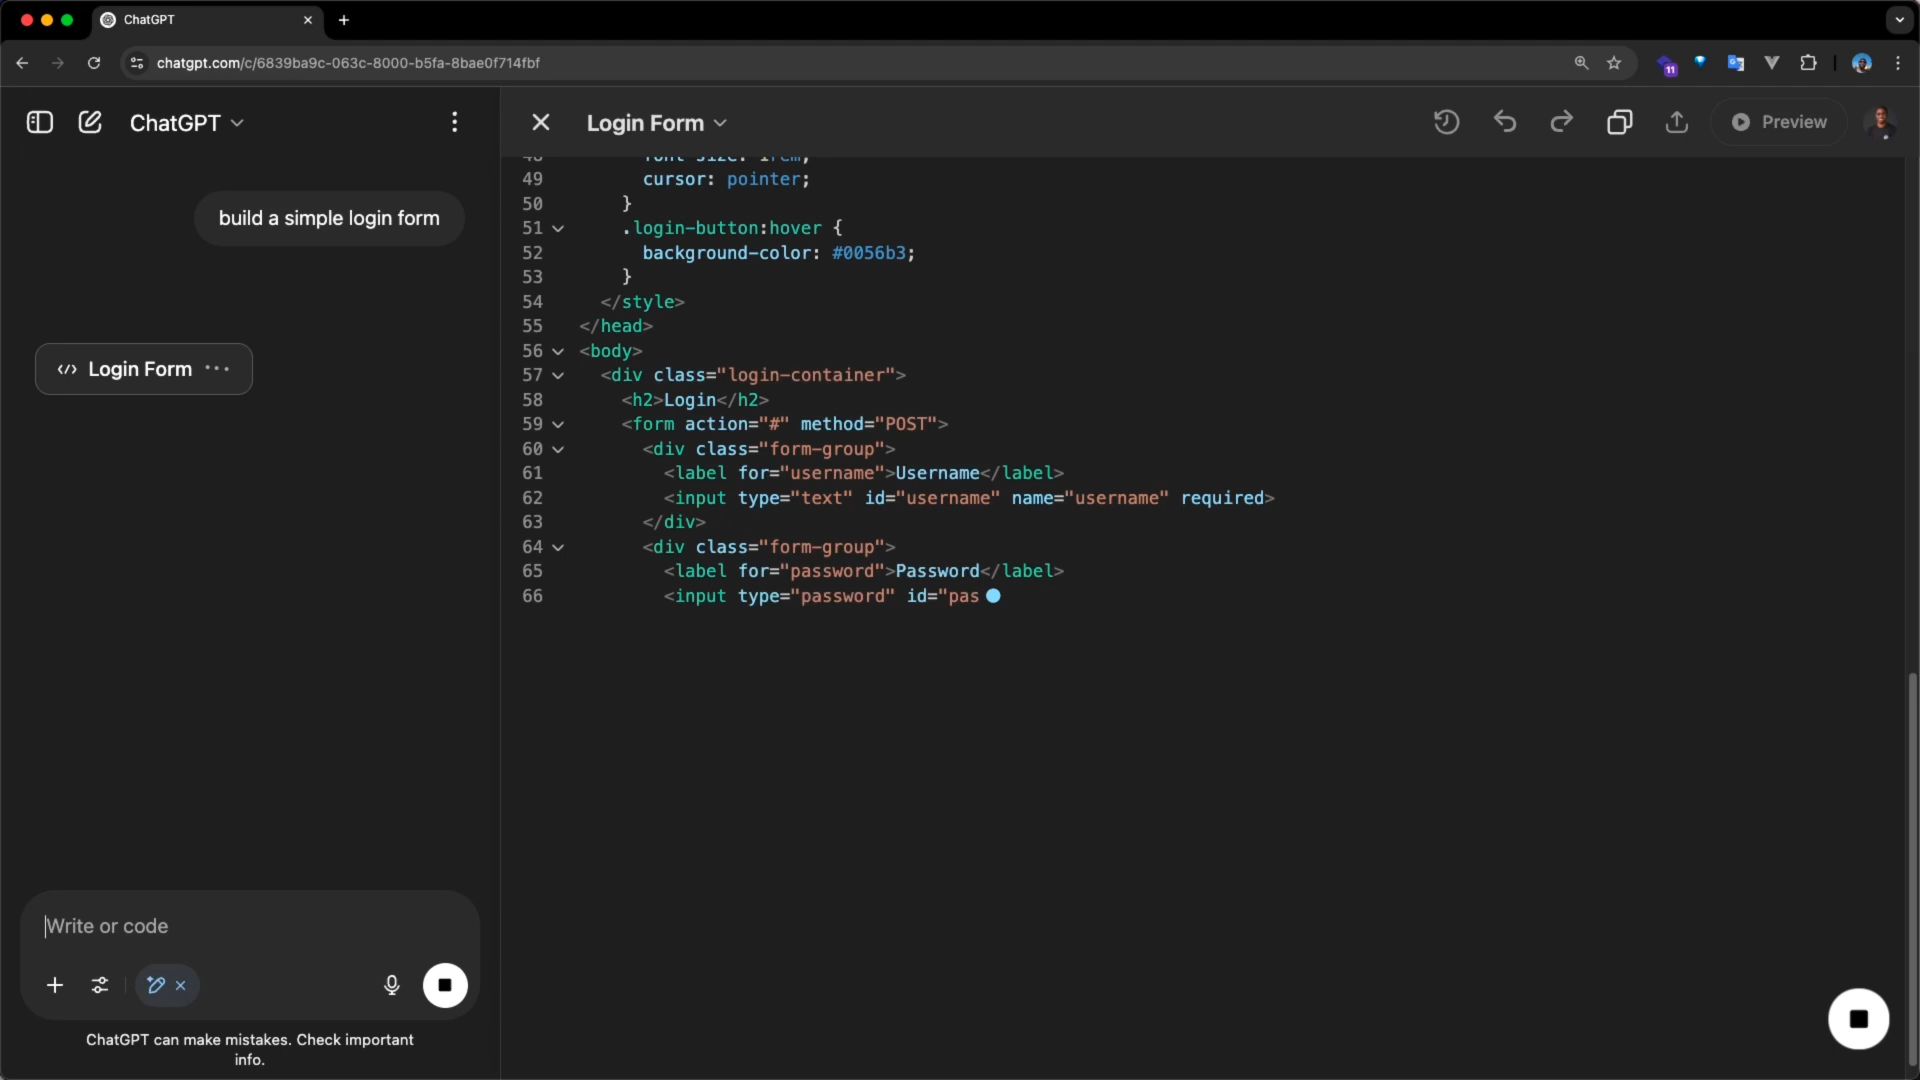 ChatGPT
chatgpt.com/c/6839ba9c-063c-8000-b5fa-8bae0f714fbf
11
ChatGPT
Login Form
Preview
build a simple login form
Login Form
48 font-size: 1rem;
49 cursor: pointer;
50 }
51 .login-button:hover {
52 background-color: #0056b3;
53 }
54 </style>
55 </head>
56 <body>
57 <div class="login-container">
58 <h2>Login</h2>
59 <form action="#" method="POST">
60 <div class="form-group">
61 <label for="username">Username</label>
62 <input type="text" id="username" name="username" required>
63 </div>
64 <div class="form-group">
65 <label for="password">Password</label>
66 <input type="password" id="pas
Write or code
ChatGPT can make mistakes. Check important
info.